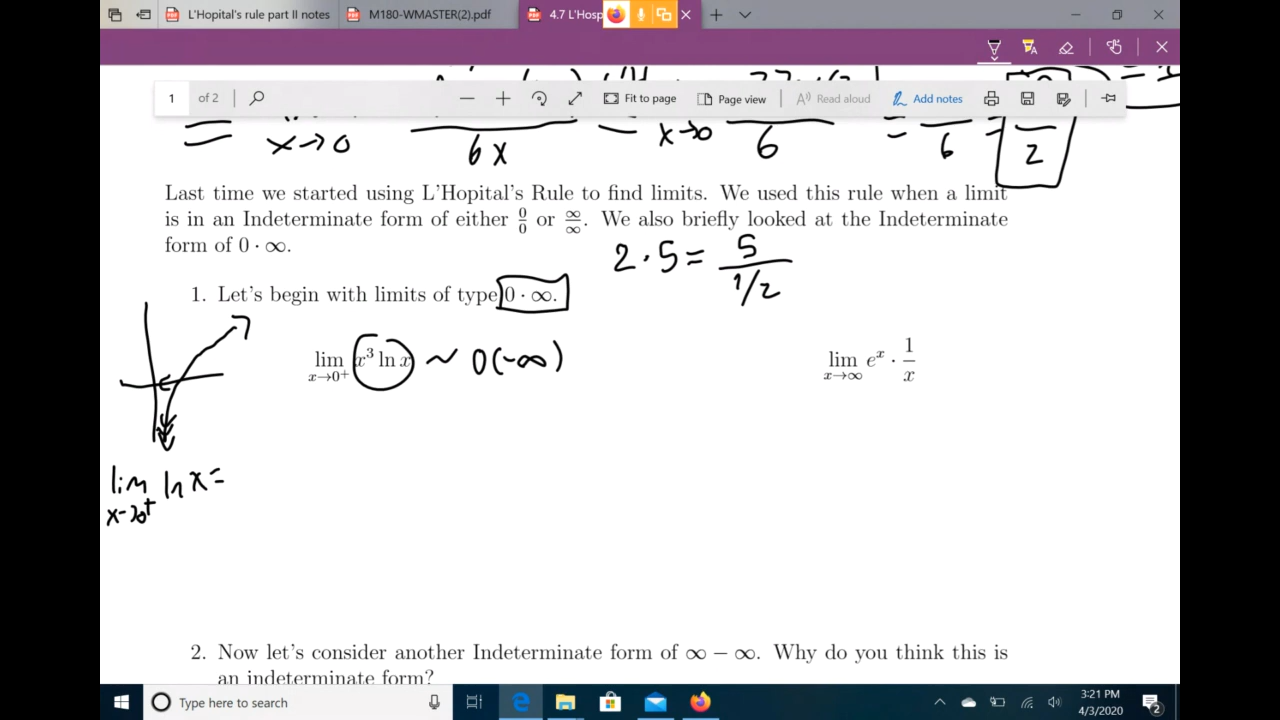 L'Hopital's rule part II notes M180-WMASTER(2).pdf 4.7 L'Hosp
1 of 2 Fit to page Page view Read aloud Add notes
= x→0 6x = x→0 6 = 6 = 2
Last time we started using L'Hopital's Rule to find limits. We used this rule when a limit
is in an Indeterminate form of either 0/0 or ∞/∞. We also briefly looked at the Indeterminate
form of 0 · ∞.
2 · 5 = 5/(1/2)
1. Let's begin with limits of type 0 · ∞.
lim x→0⁺ x³ ln x ~ 0(-∞)
lim x→∞ eˣ · 1/x
lim x→0⁺ ln x =
2. Now let's consider another Indeterminate form of ∞ − ∞. Why do you think this is
an indeterminate form?
Type here to search
3:21 PM
4/3/2020
2